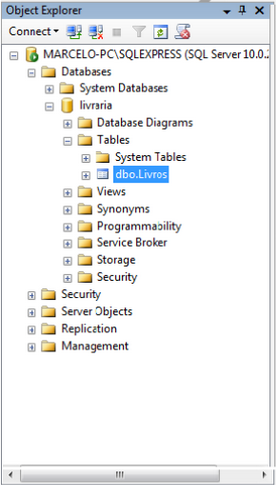 Object Explorer
Connect
MARCELO-PC\SQLEXPRESS (SQL Server 10.0.
Databases
System Databases
livraria
Database Diagrams
Tables
System Tables
dbo.Livros
Views
Synonyms
Programmability
Service Broker
Storage
Security
Security
Server Objects
Replication
Management